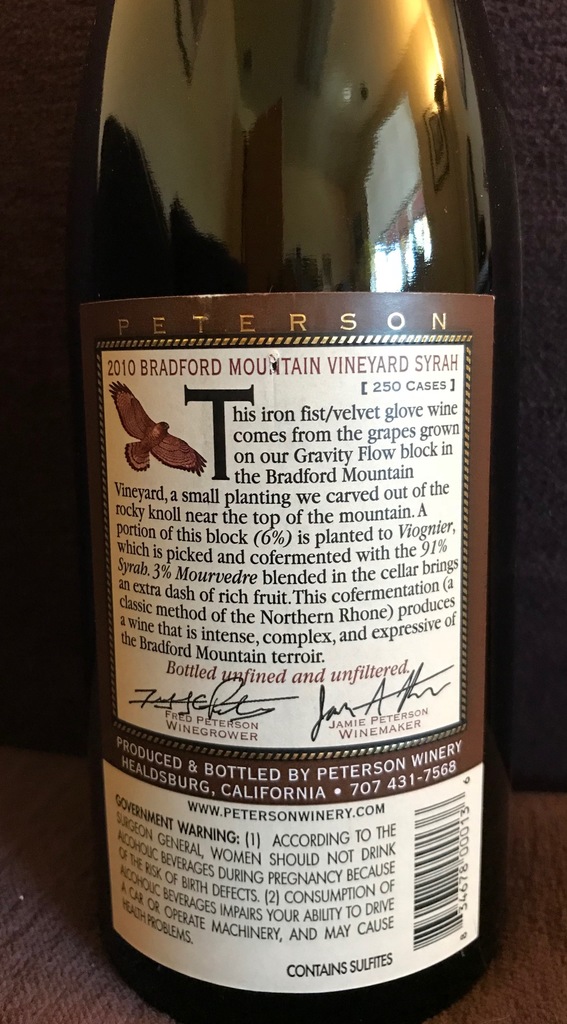 PETERSON
2010 BRADFORD MOUNTAIN VINEYARD SYRAH
[ 250 CASES ]
This iron fist/velvet glove wine
comes from the grapes grown
on our Gravity Flow block in
the Bradford Mountain
Vineyard, a small planting we carved out of the
rocky knoll near the top of the mountain. A
portion of this block (6%) is planted to Viognier,
which is picked and cofermented with the 91%
Syrah. 3% Mourvedre blended in the cellar brings
an extra dash of rich fruit. This cofermentation (a
classic method of the Northern Rhone) produces
a wine that is intense, complex, and expressive of
the Bradford Mountain terroir.
Bottled unfined and unfiltered.
FRED PETERSON JAMIE PETERSON
WINEGROWER WINEMAKER
PRODUCED & BOTTLED BY PETERSON WINERY
HEALDSBURG, CALIFORNIA • 707 431-7568
WWW.PETERSONWINERY.COM
GOVERNMENT WARNING: (1) ACCORDING TO THE
SURGEON GENERAL, WOMEN SHOULD NOT DRINK
ALCOHOLIC BEVERAGES DURING PREGNANCY BECAUSE
OF THE RISK OF BIRTH DEFECTS. (2) CONSUMPTION OF
ALCOHOLIC BEVERAGES IMPAIRS YOUR ABILITY TO DRIVE
A CAR OR OPERATE MACHINERY, AND MAY CAUSE
HEALTH PROBLEMS.
CONTAINS SULFITES
8 34678 00013 6